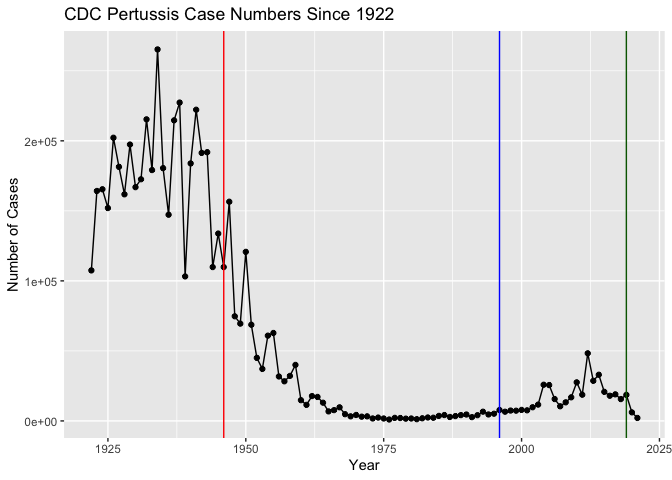 CDC Pertussis Case Numbers Since 1922
Number of Cases
2e+05
1e+05
0e+00
1925 1950 1975 2000 2025
Year